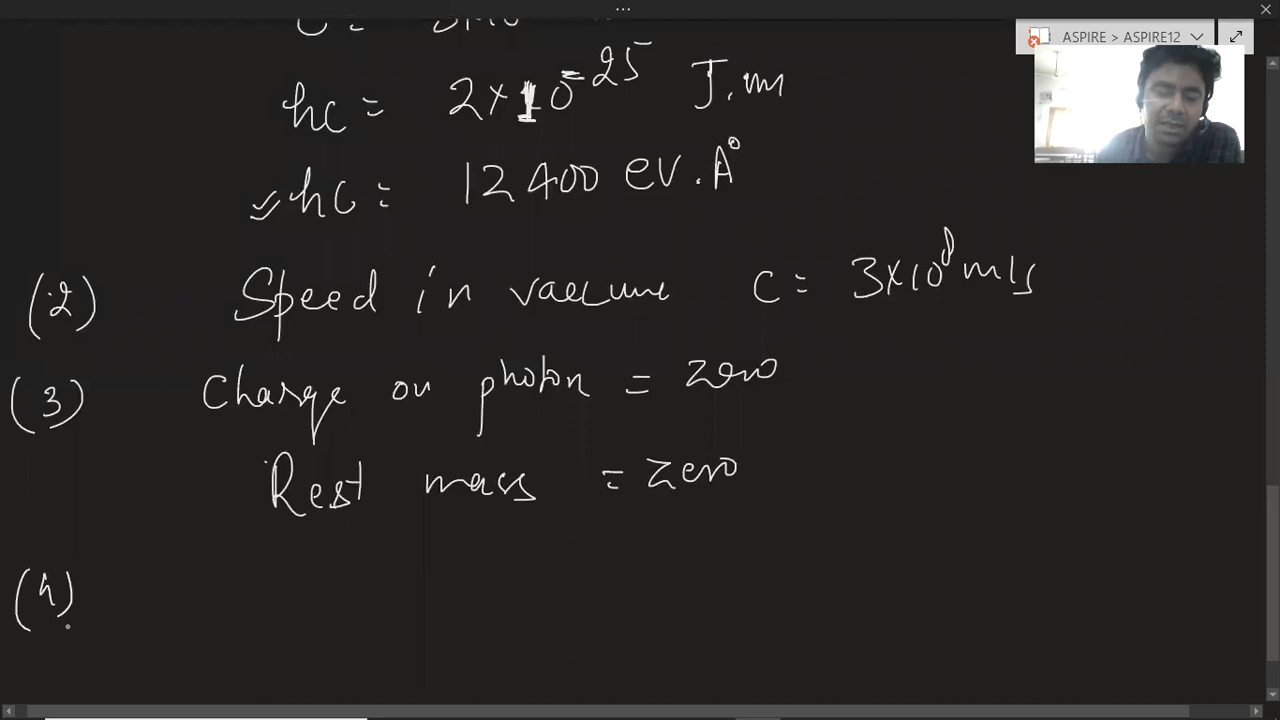 ASPIRE > ASPIRE12
hc = 2×10⁻²⁵ J.m
hc = 12400 eV.A°
(2) Speed in vaccume c = 3×10⁸ m/s
(3) Charge on photon = zero
Rest mass = zero
(4)